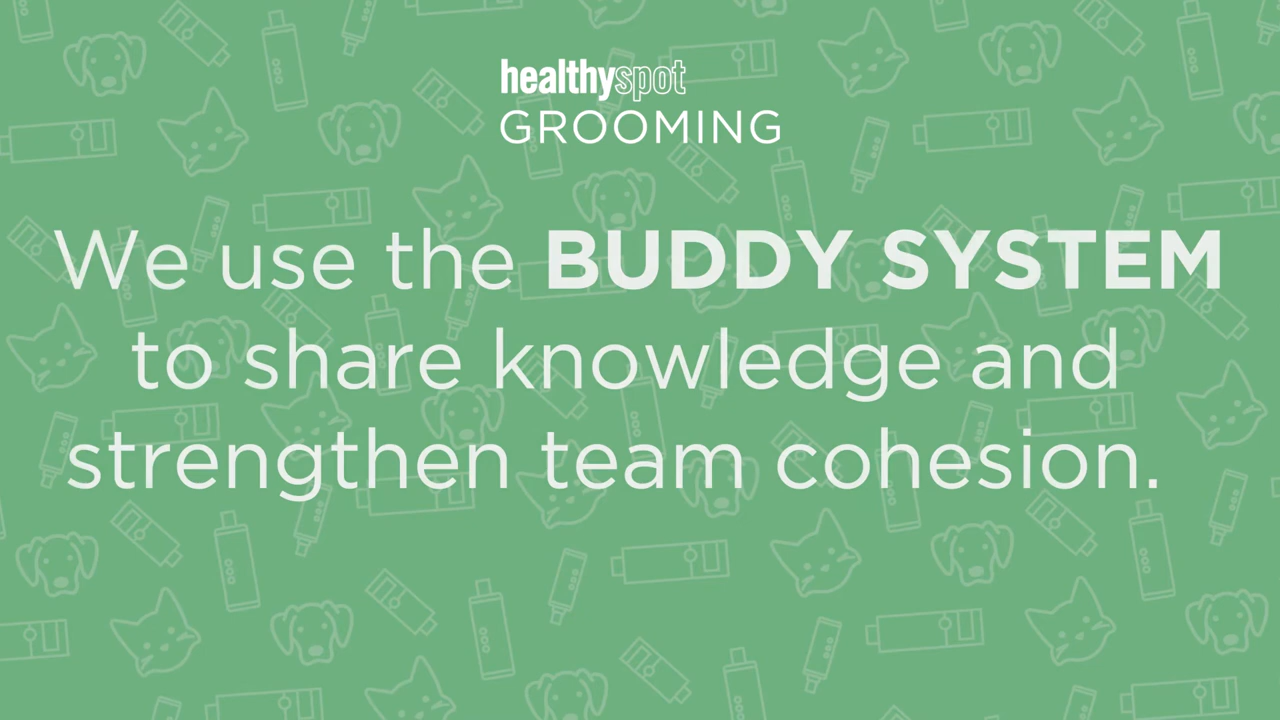 healthyspot
GROOMING
We use the BUDDY SYSTEM
to share knowledge and
strengthen team cohesion.